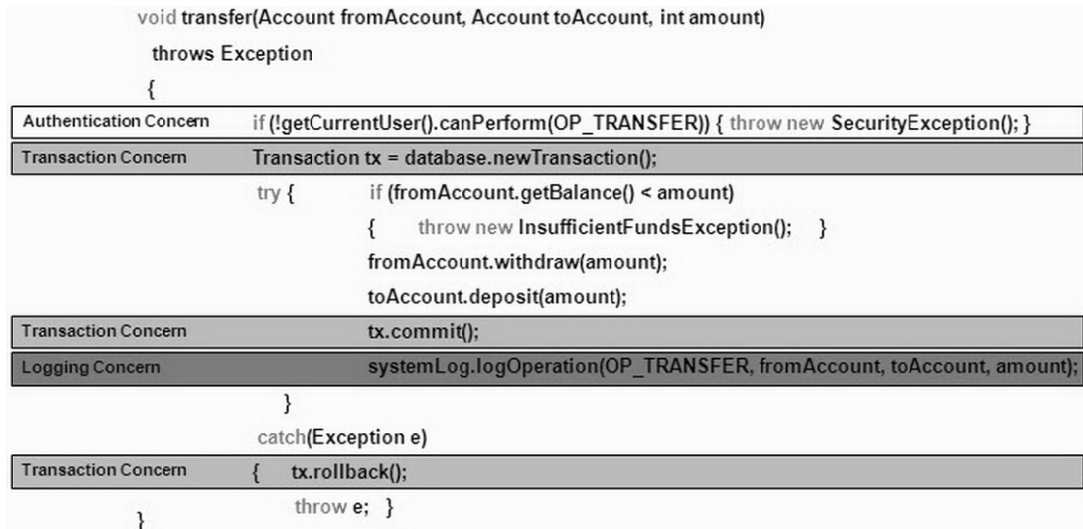 void transfer(Account fromAccount, Account toAccount, int amount)
throws Exception
{
Authentication Concern if (!getCurrentUser().canPerform(OP_TRANSFER)) { throw new SecurityException(); }
Transaction Concern Transaction tx = database.newTransaction();
try { if (fromAccount.getBalance() < amount)
{ throw new InsufficientFundsException(); }
fromAccount.withdraw(amount);
toAccount.deposit(amount);
Transaction Concern tx.commit();
Logging Concern systemLog.logOperation(OP_TRANSFER, fromAccount, toAccount, amount);
}
catch(Exception e)
Transaction Concern { tx.rollback();
throw e; }
}